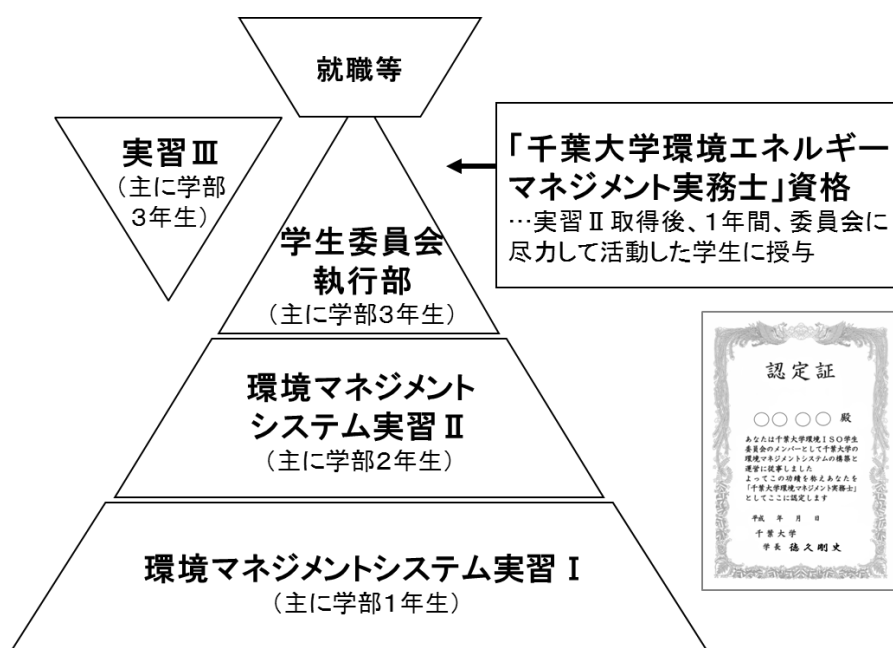 就職等
実習Ⅲ
(主に学部
3年生)
「千葉大学環境エネルギー
マネジメント実務士」資格
…実習Ⅱ取得後、1年間、委員会に
尽力して活動した学生に授与
学生委員会
執行部
(主に学部3年生)
環境マネジメント
システム実習Ⅱ
(主に学部2年生)
環境マネジメントシステム実習Ⅰ
(主に学部1年生)
認定証
○○○○ 殿
あなたは千葉大学環境ISO学生
委員会のメンバーとして千葉大学の
環境マネジメントシステムの構築と
運営に従事しました
よってこの功績を称えあなたを
「千葉大学環境マネジメント実務士」
としてここに認定します
平成 年 月 日
千葉大学
学長 徳久剛史